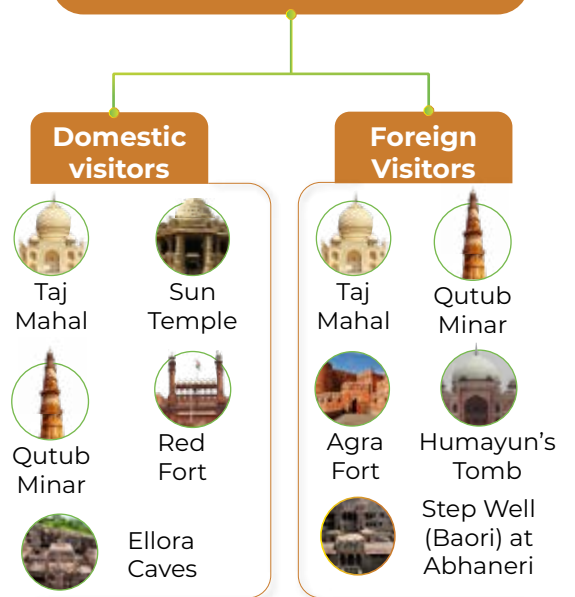 Domestic
visitors
Taj
Mahal
Sun
Temple
Qutub
Minar
Red
Fort
Ellora
Caves
Foreign
Visitors
Taj
Mahal
Qutub
Minar
Agra
Fort
Humayun's
Tomb
Step Well
(Baori) at
Abhaneri